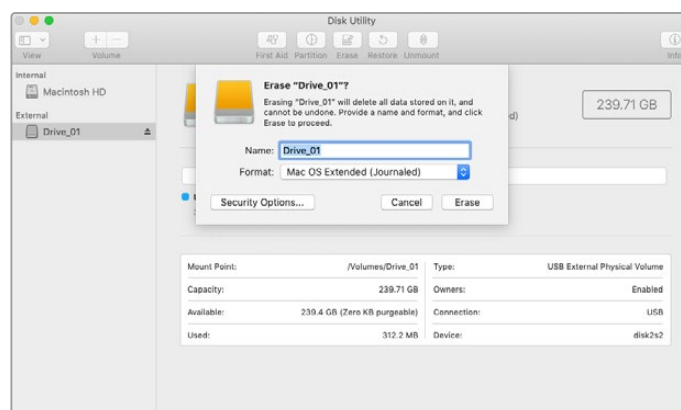 Disk Utility
View
Volume
First Aid
Partition
Erase
Restore
Unmount
Info
Internal
Macintosh HD
External
Drive_01
Erase "Drive_01"?
Erasing "Drive_01" will delete all data stored on it, and
cannot be undone. Provide a name and format, and click
Erase to proceed.
Name: Drive_01
Format: Mac OS Extended (Journaled)
Security Options...
Cancel
Erase
d)
239.71 GB
Mount Point: /Volumes/Drive_01
Type: USB External Physical Volume
Capacity: 239.71 GB
Owners: Enabled
Available: 239.4 GB (Zero KB purgeable)
Connection: USB
Used: 312.2 MB
Device: disk2s2